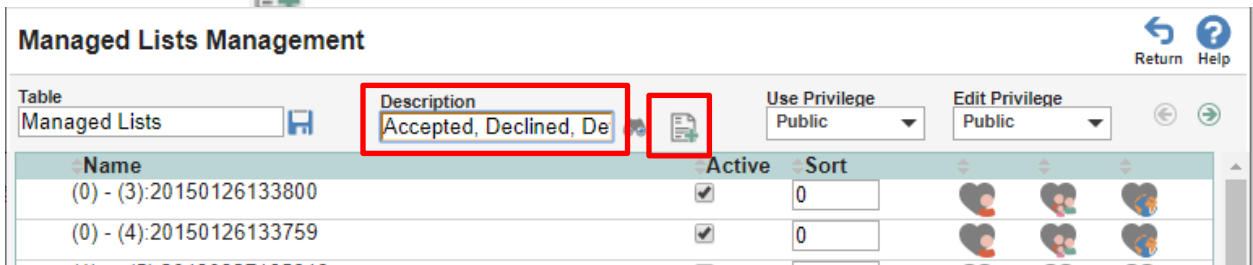 Managed Lists Management
Return Help
Table Description Use Privilege Edit Privilege
Managed Lists Accepted, Declined, De Public Public
Name Active Sort
(0) - (3):20150126133800 0
(0) - (4):20150126133759 0